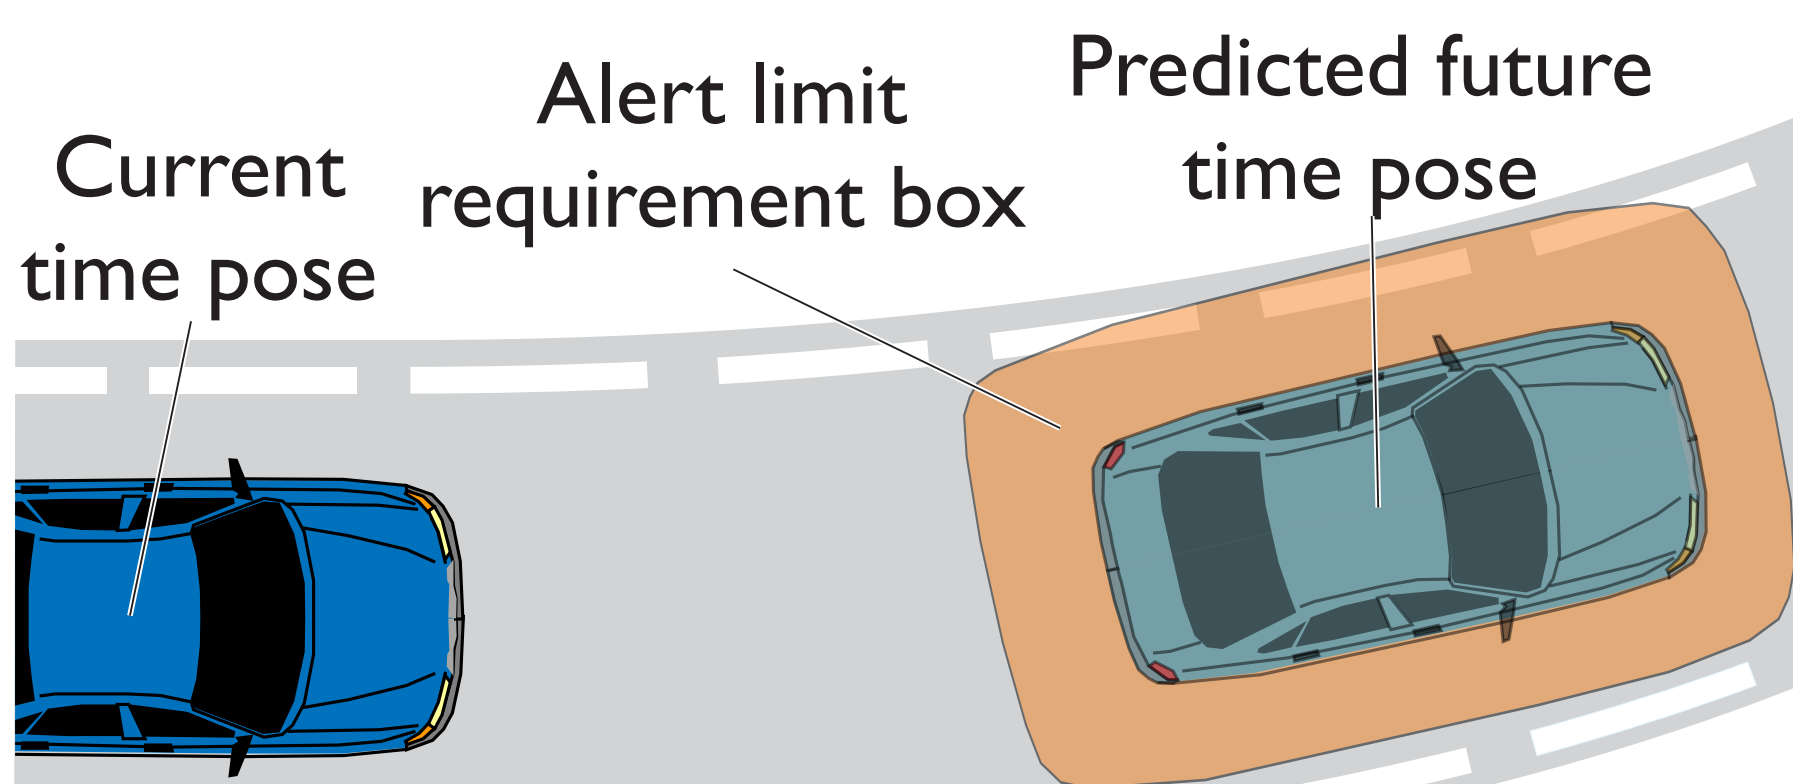 Current
time pose
Alert limit
requirement box
Predicted future
time pose